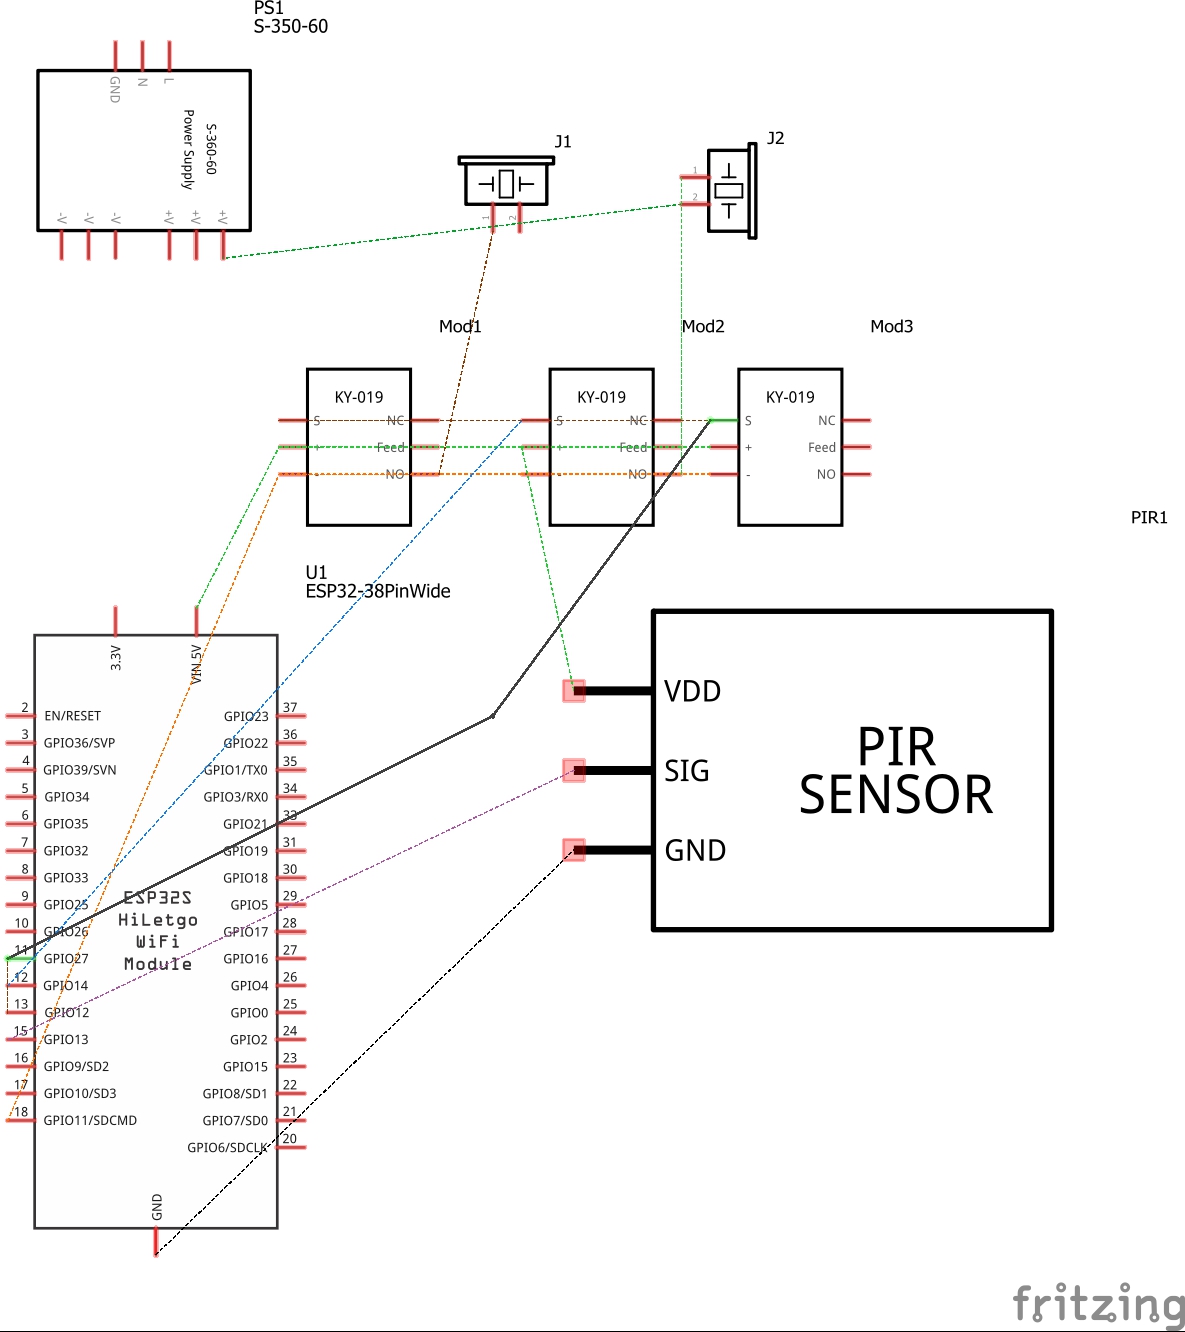 PS1
S-350-60
GND
N
L
S-360-60
Power Supply
-V
-V
-V
+V
+V
+V
J1
1
2
J2
1
2
Mod1
Mod2
Mod3
KY-019
S
+
-
NC
Feed
NO
KY-019
S
+
-
NC
Feed
NO
KY-019
S
+
-
NC
Feed
NO
PIR1
U1
ESP32-38PinWide
3.3V
VIN 5V
2 EN/RESET GPIO23 37
3 GPIO36/SVP GPIO22 36
4 GPIO39/SVN GPIO1/TX0 35
5 GPIO34 GPIO3/RX0 34
6 GPIO35 GPIO21 33
7 GPIO32 GPIO19 31
8 GPIO33 GPIO18 30
9 GPIO25 GPIO5 29
10 GPIO26 GPIO17 28
11 GPIO27 GPIO16 27
12 GPIO14 GPIO4 26
13 GPIO12 GPIO0 25
15 GPIO13 GPIO2 24
16 GPIO9/SD2 GPIO15 23
17 GPIO10/SD3 GPIO8/SD1 22
18 GPIO11/SDCMD GPIO7/SD0 21
GPIO6/SDCLK 20
ESP32S
HiLetgo
WiFi
Module
GND
VDD
SIG
GND
PIR
SENSOR
fritzing